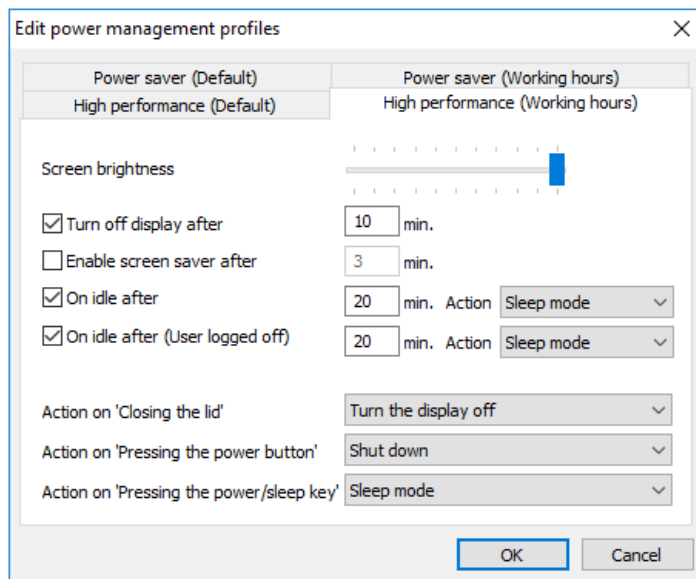 Edit power management profiles
Power saver (Default) Power saver (Working hours)
High performance (Default) High performance (Working hours)
Screen brightness
Turn off display after 10 min.
Enable screen saver after 3 min.
On idle after 20 min. Action Sleep mode
On idle after (User logged off) 20 min. Action Sleep mode
Action on 'Closing the lid' Turn the display off
Action on 'Pressing the power button' Shut down
Action on 'Pressing the power/sleep key' Sleep mode
OK Cancel